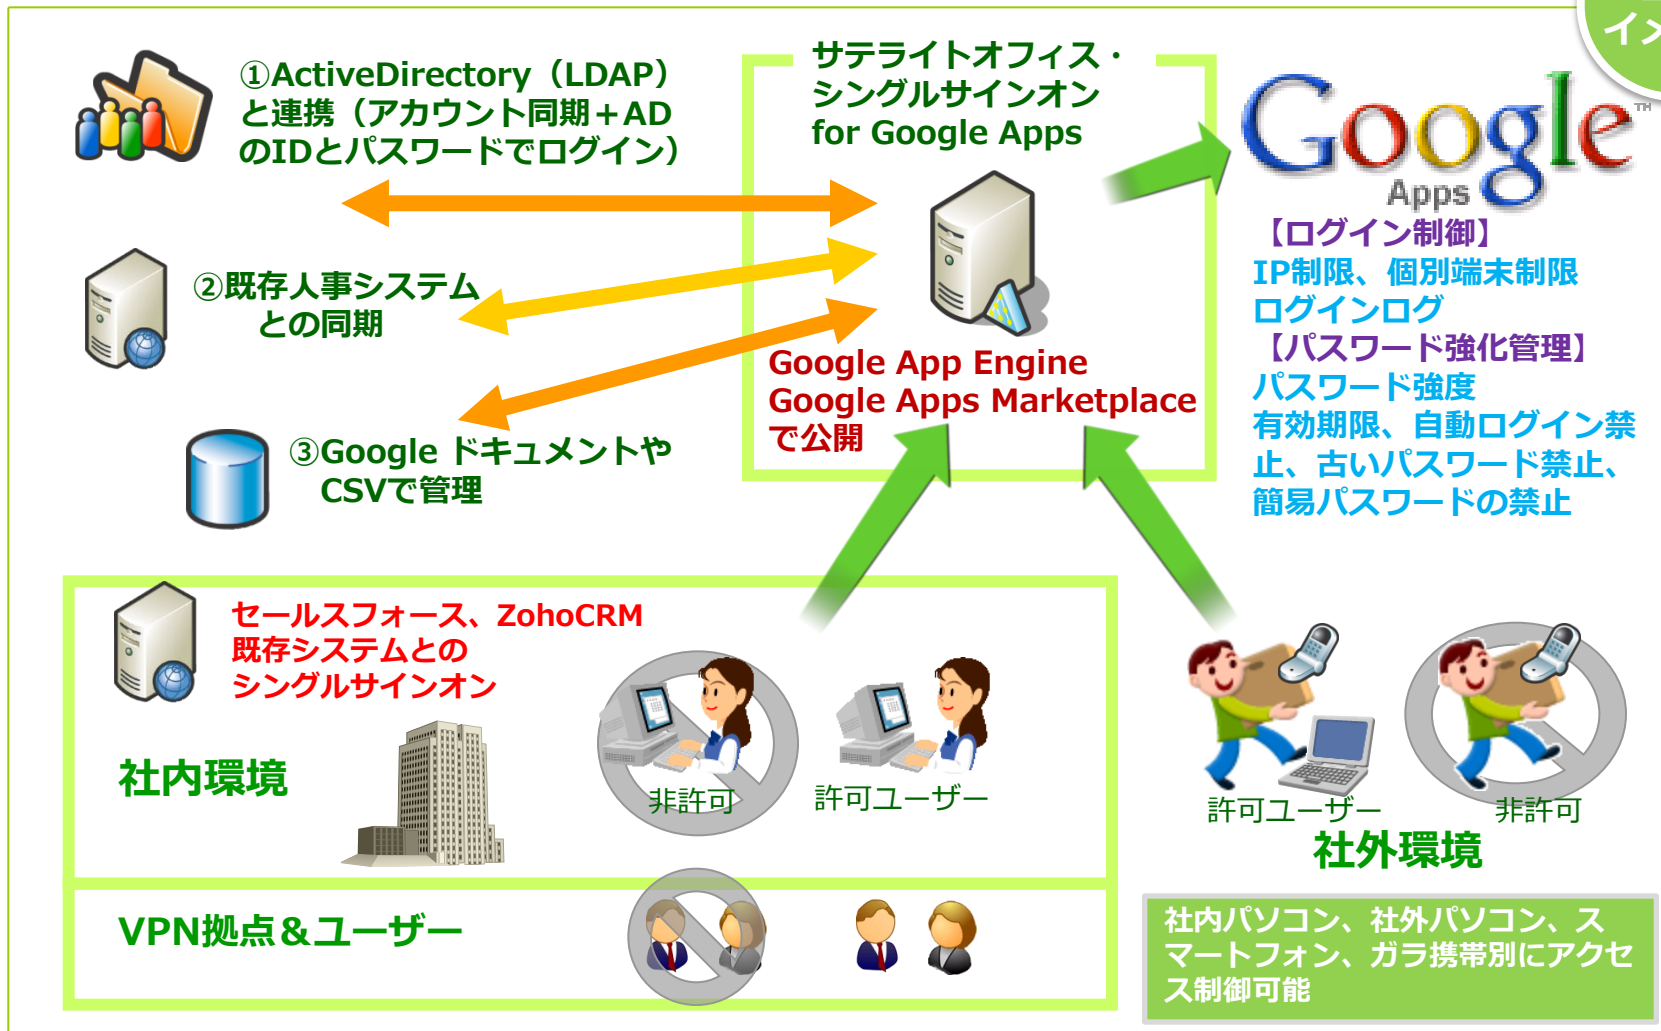 イメ
①ActiveDirectory（LDAP）
と連携（アカウント同期＋AD
のIDとパスワードでログイン）
サテライトオフィス・
シングルサインオン
for Google Apps
Google
TM
Apps
②既存人事システム
との同期
③Google ドキュメントや
CSVで管理
Google App Engine
Google Apps Marketplace
で公開
【ログイン制御】
IP制限、個別端末制限
ログインログ
【パスワード強化管理】
パスワード強度
有効期限、自動ログイン禁
止、古いパスワード禁止、
簡易パスワードの禁止
セールスフォース、ZohoCRM
既存システムとの
シングルサインオン
社内環境
非許可
許可ユーザー
許可ユーザー
非許可
社外環境
VPN拠点＆ユーザー
社内パソコン、社外パソコン、ス
マートフォン、ガラ携帯別にアクセ
ス制御可能